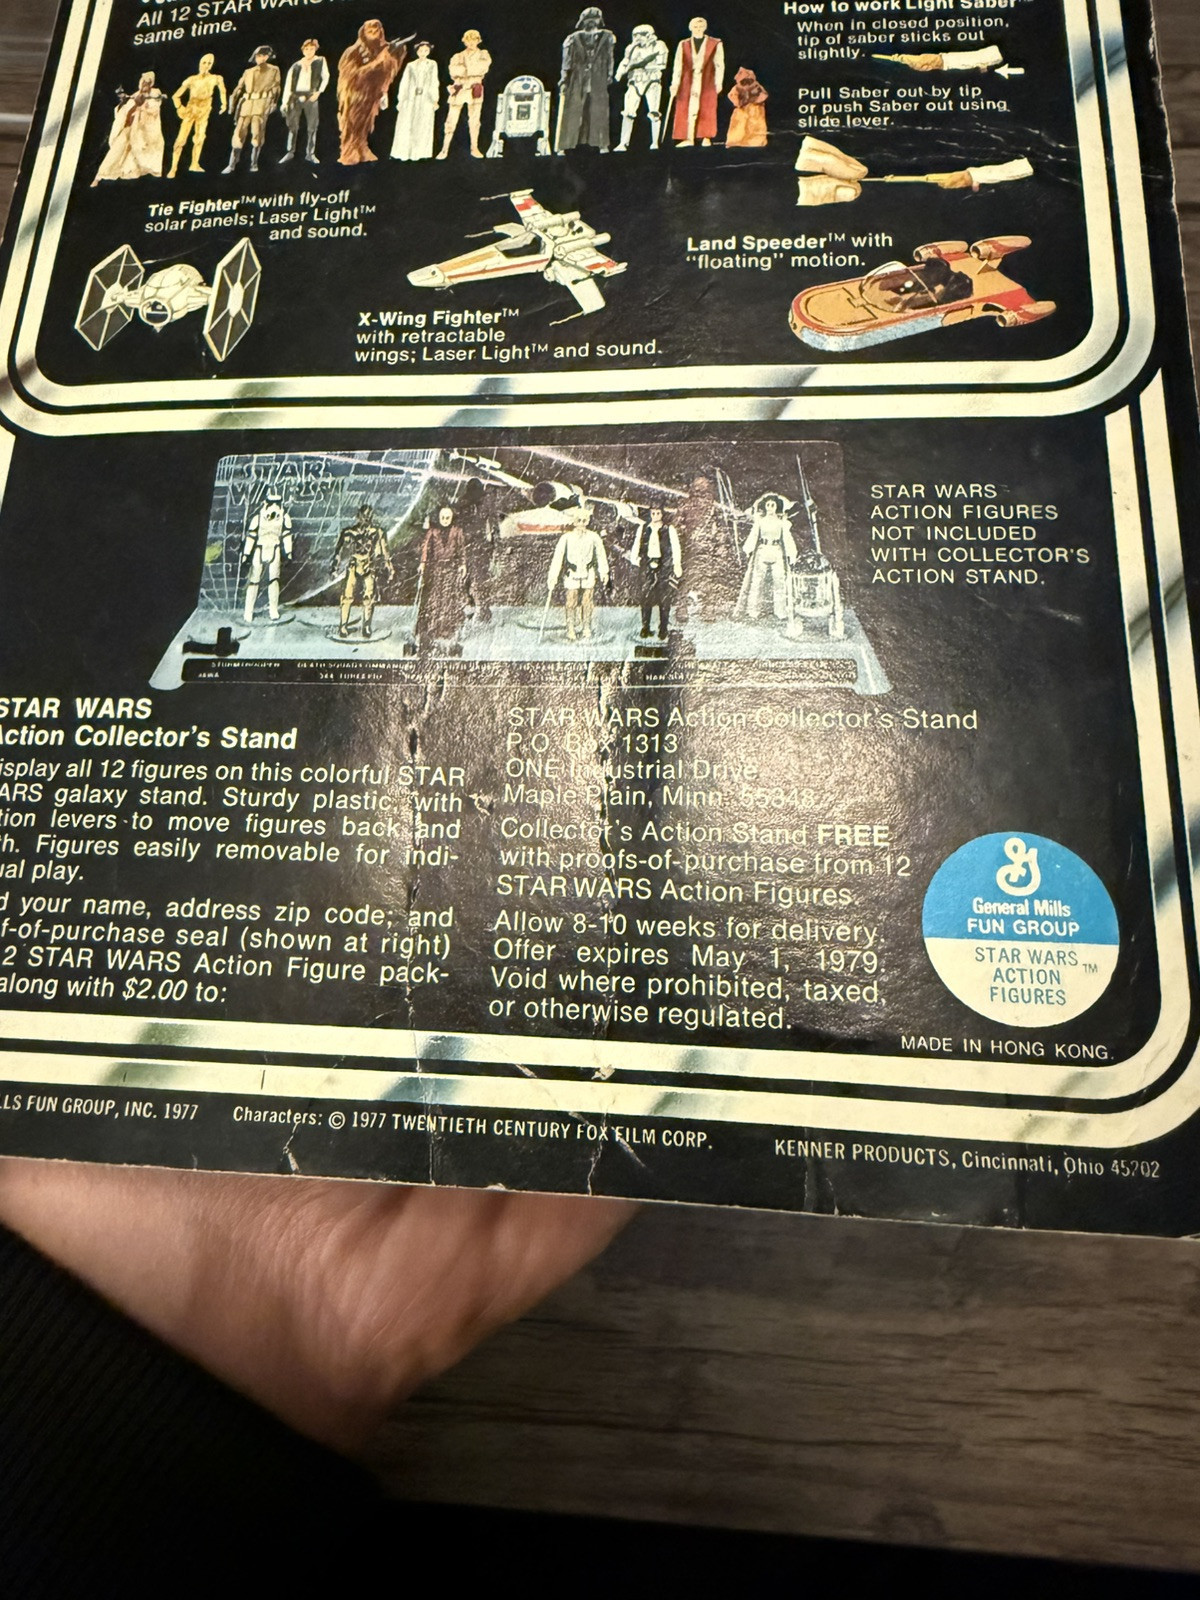 All 12 STAR WARS
same time.
How to work Light Saber™
When in closed position,
tip of saber sticks out
slightly.
Pull Saber out by tip
or push Saber out using
slide lever.
Tie Fighter™ with fly-off
solar panels; Laser Light™
and sound.
X-Wing Fighter™
with retractable
wings; Laser Light™ and sound.
Land Speeder™ with
"floating" motion.
STAR
WARS
STAR WARS
ACTION FIGURES
NOT INCLUDED
WITH COLLECTOR'S
ACTION STAND.
STAR WARS
Action Collector's Stand
isplay all 12 figures on this colorful STAR
ARS galaxy stand. Sturdy plastic, with
tion levers to move figures back and
th. Figures easily removable for indi-
ual play.
d your name, address zip code; and
f-of-purchase seal (shown at right)
2 STAR WARS Action Figure pack-
along with $2.00 to:
STAR WARS Action Collector's Stand
P.O. Box 1313
ONE Industrial Drive
Maple Plain, Minn. 55348
Collector's Action Stand FREE
with proofs-of-purchase from 12
STAR WARS Action Figures.
Allow 8-10 weeks for delivery.
Offer expires May 1, 1979.
Void where prohibited, taxed,
or otherwise regulated.
General Mills
FUN GROUP
STAR WARS™
ACTION
FIGURES
MADE IN HONG KONG.
LLS FUN GROUP, INC. 1977 Characters: © 1977 TWENTIETH CENTURY FOX FILM CORP. KENNER PRODUCTS, Cincinnati, Ohio 45202